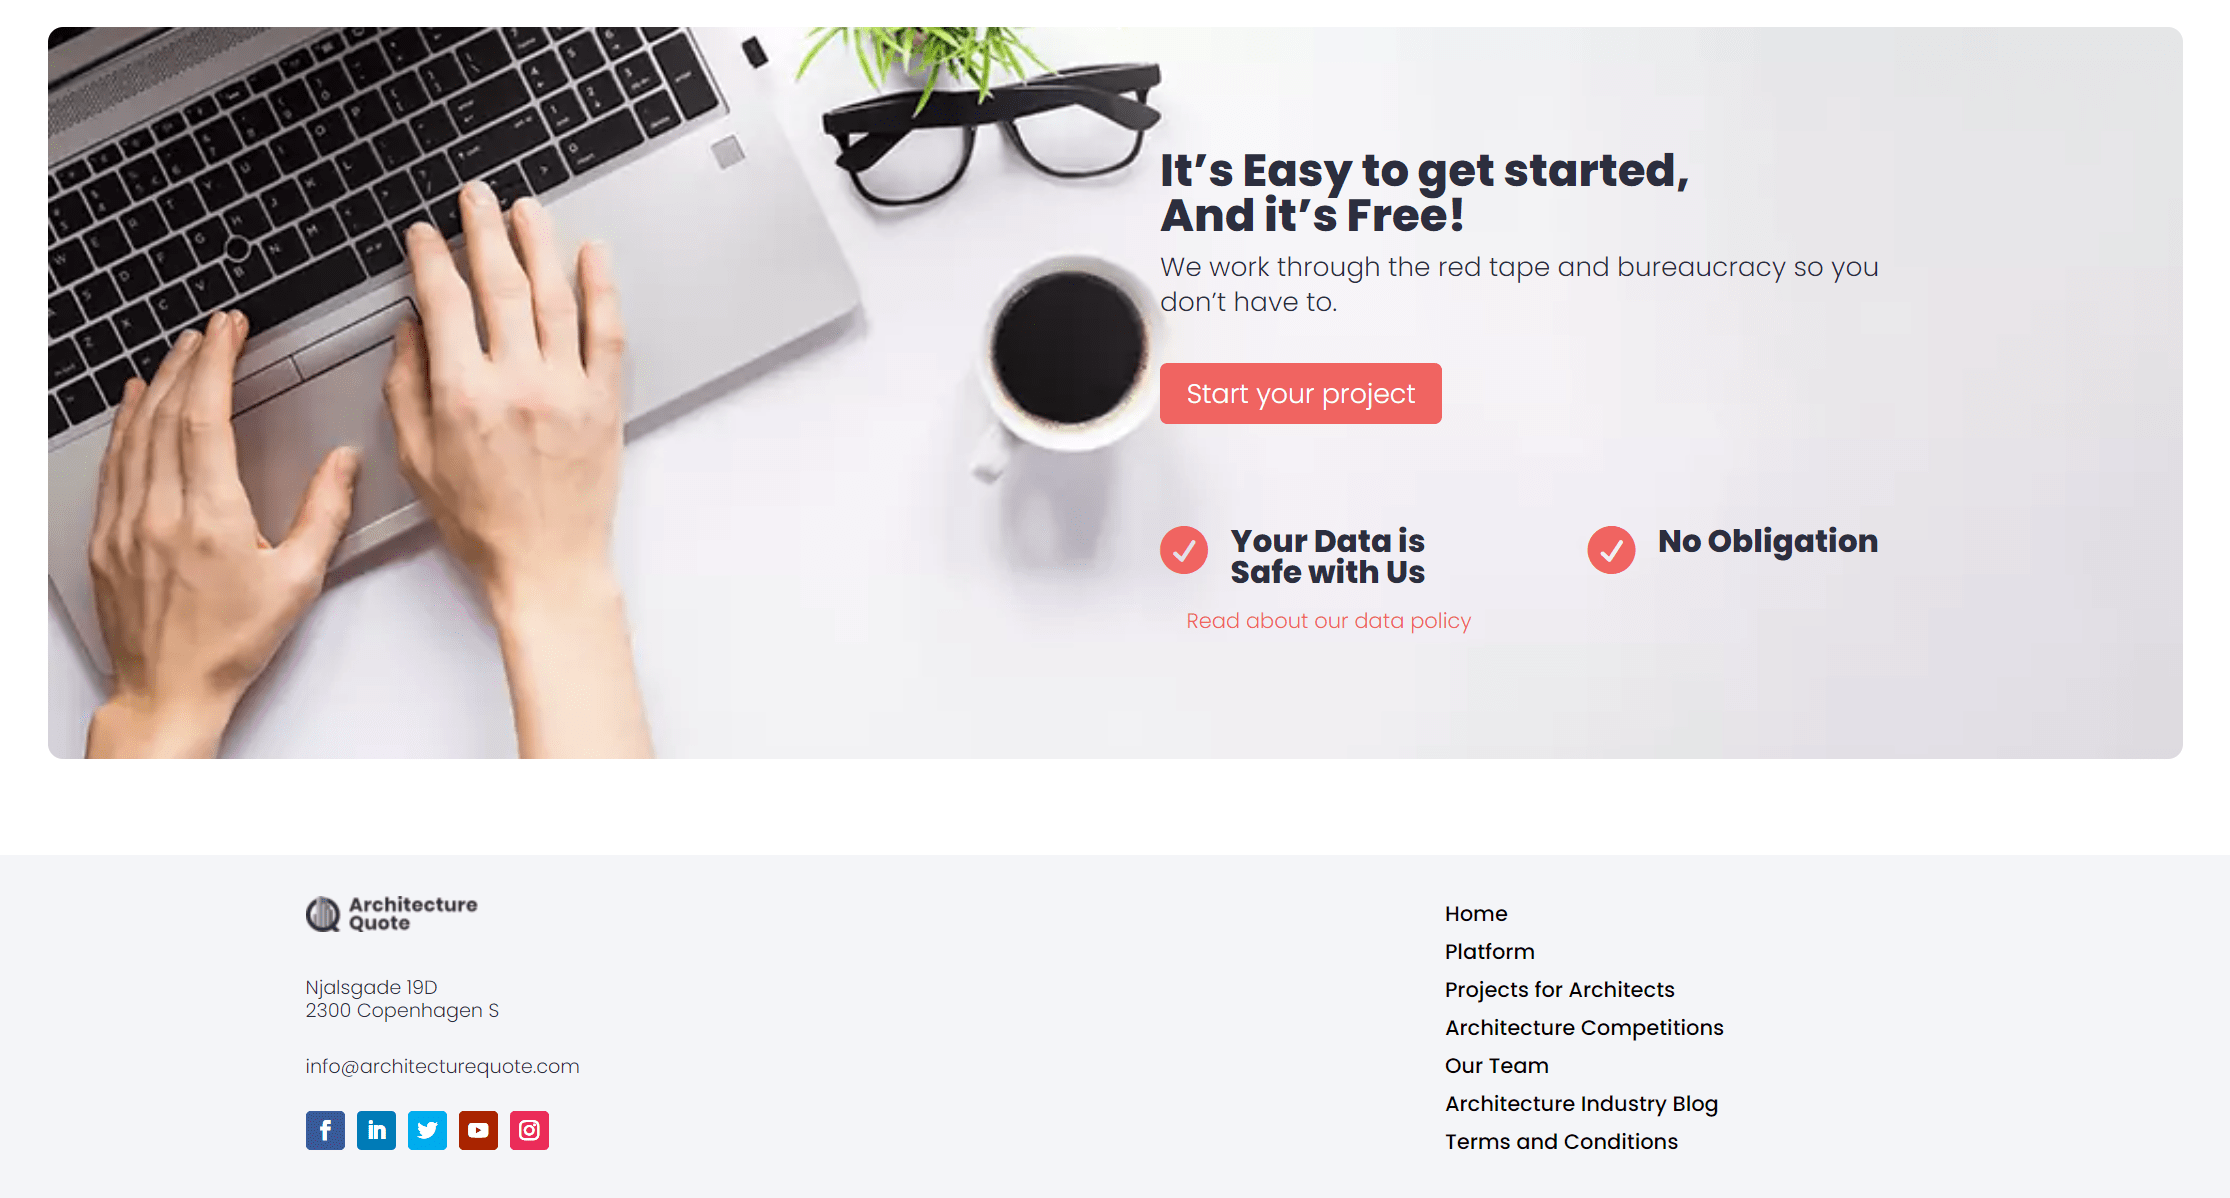 It’s Easy to get started,
And it’s Free!
We work through the red tape and bureaucracy so you
don’t have to.
Start your project
Your Data is
Safe with Us
Read about our data policy
No Obligation
Architecture
Quote
Njalsgade 19D
2300 Copenhagen S
info@architecturequote.com
Home
Platform
Projects for Architects
Architecture Competitions
Our Team
Architecture Industry Blog
Terms and Conditions